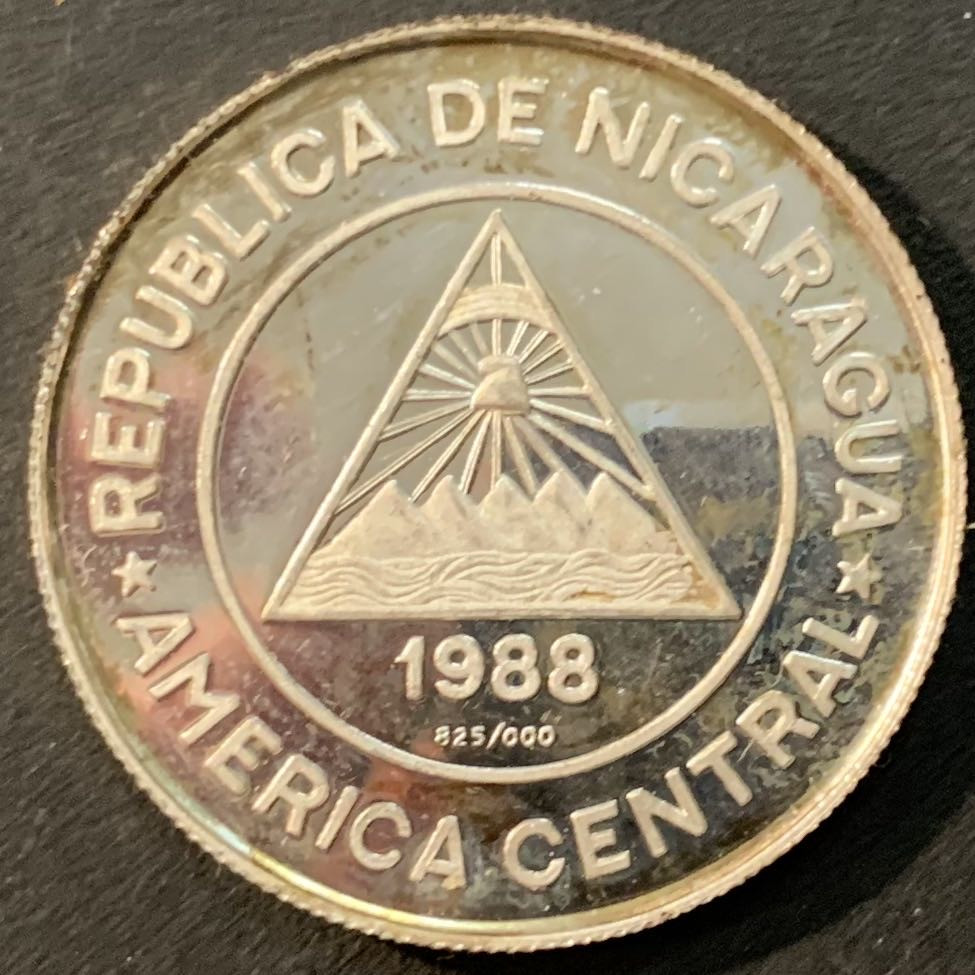 REPUBLICA DE NICARAGUA
1988
825/000
★ AMERICA CENTRAL ★